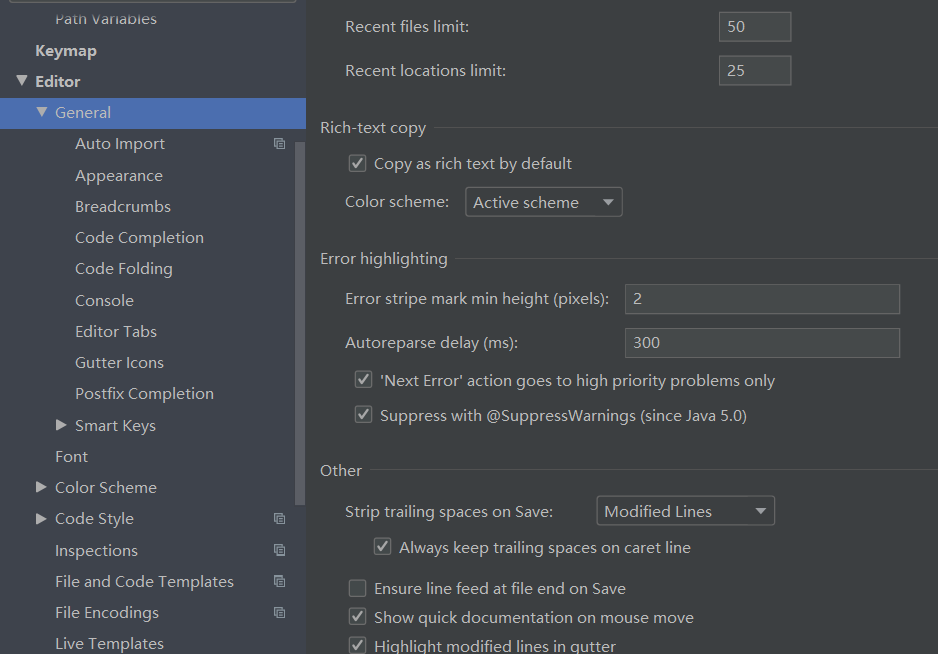 Path Variables
Keymap
Editor
General
Auto Import
Appearance
Breadcrumbs
Code Completion
Code Folding
Console
Editor Tabs
Gutter Icons
Postfix Completion
Smart Keys
Font
Color Scheme
Code Style
Inspections
File and Code Templates
File Encodings
Live Templates
Recent files limit: 50
Recent locations limit: 25
Rich-text copy
Copy as rich text by default
Color scheme: Active scheme
Error highlighting
Error stripe mark min height (pixels): 2
Autoreparse delay (ms): 300
'Next Error' action goes to high priority problems only
Suppress with @SuppressWarnings (since Java 5.0)
Other
Strip trailing spaces on Save: Modified Lines
Always keep trailing spaces on caret line
Ensure line feed at file end on Save
Show quick documentation on mouse move
Highlight modified lines in gutter